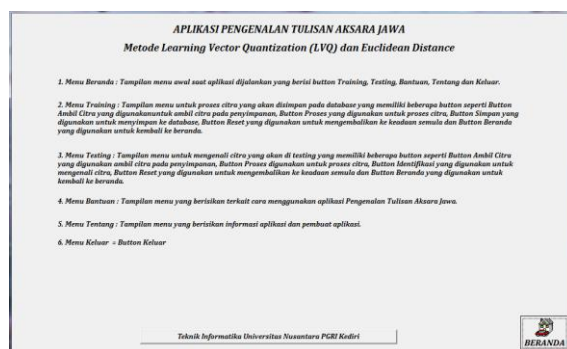 APLIKASI PENGENALAN TULISAN AKSARA JAWA
Metode Learning Vector Quantization (LVQ) dan Euclidean Distance
1. Menu Beranda : Tampilan menu awal saat aplikasi dijalankan yang berisi button Training, Testing, Bantuan, Tentang dan Keluar.
2. Menu Training : Tampilan menu untuk proses citra yang akan disimpan pada database yang memiliki beberapa button seperti Button
Ambil Citra yang digunakanuntuk ambil citra pada penyimpanan, Button Proses yang digunakan untuk proses citra, Button Simpan yang
digunakan untuk menyimpan ke database, Button Reset yang digunakan untuk mengembalikan ke keadaan semula dan Button Beranda
yang digunakan untuk kembali ke beranda.
3. Menu Testing : Tampilan menu untuk mengenali citra yang akan di testing yang memiliki beberapa button seperti Button Ambil Citra
yang digunakan ambil citra pada penyimpanan, Button Proses digunakan untuk proses citra, Button Identifikasi yang digunakan untuk
mengenali citra, Button Reset yang digunakan untuk mengembalikan ke keadaan semula dan Button Beranda yang digunakan untuk
kembali ke beranda.
4. Menu Bantuan : Tampilan menu yang berisikan terkait cara menggunakan aplikasi Pengenalan Tulisan Aksara Jawa.
5. Menu Tentang : Tampilan menu yang berisikan informasi aplikasi dan pembuat aplikasi.
6. Menu Keluar = Button Keluar
Teknik Informatika Universitas Nusantara PGRI Kediri
BERANDA